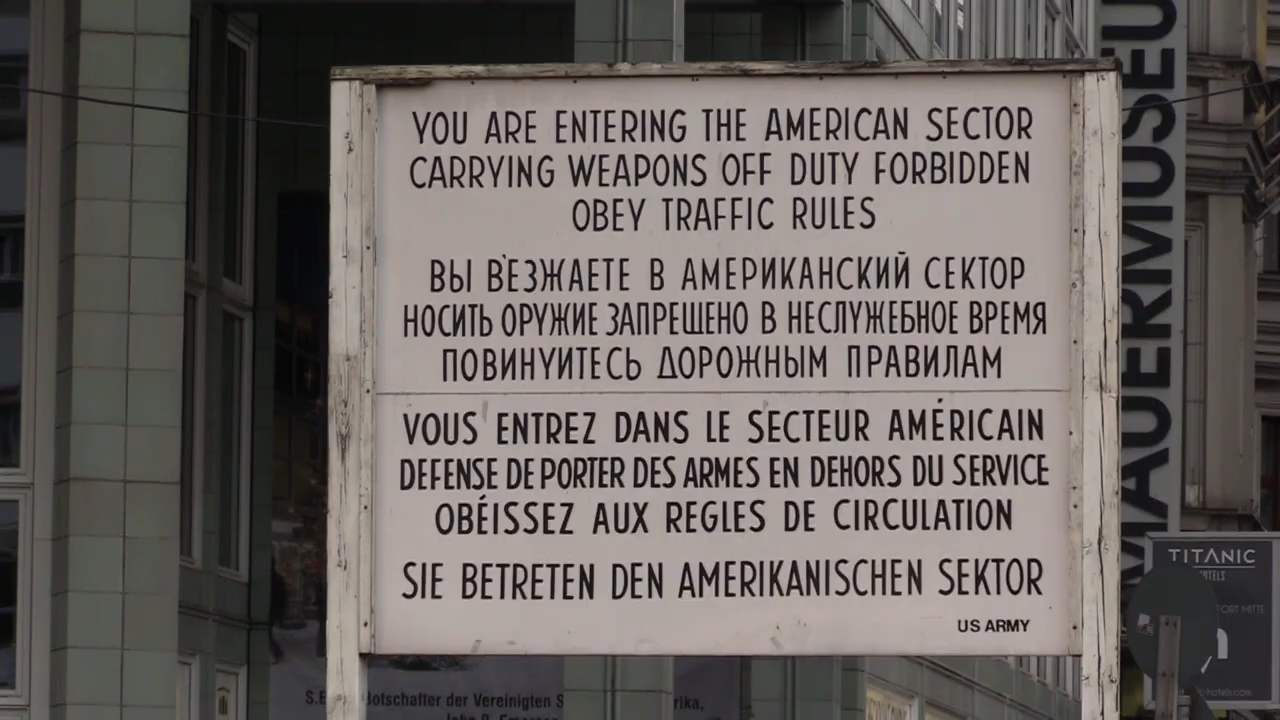 YOU ARE ENTERING THE AMERICAN SECTOR
CARRYING WEAPONS OFF DUTY FORBIDDEN
OBEY TRAFFIC RULES
ВЫ В'ЕЗЖАЕТЕ В АМЕРИКАНСКИЙ СЕКТОР
НОСИТЬ ОРУЖИЕ ЗАПРЕЩЕНО В НЕСЛУЖЕБНОЕ ВРЕМЯ
ПОВИНУИТЕСЬ ДОРОЖНЫМ ПРАВИЛАМ
VOUS ENTREZ DANS LE SECTEUR AMÉRICAIN
DEFENSE DE PORTER DES ARMES EN DEHORS DU SERVICE
OBÉISSEZ AUX REGLES DE CIRCULATION
SIE BETRETEN DEN AMERIKANISCHEN SEKTOR
US ARMY
MAUERMUSEU
TITANIC
HOTELS
MITTE
Botschafter der Vereinigten